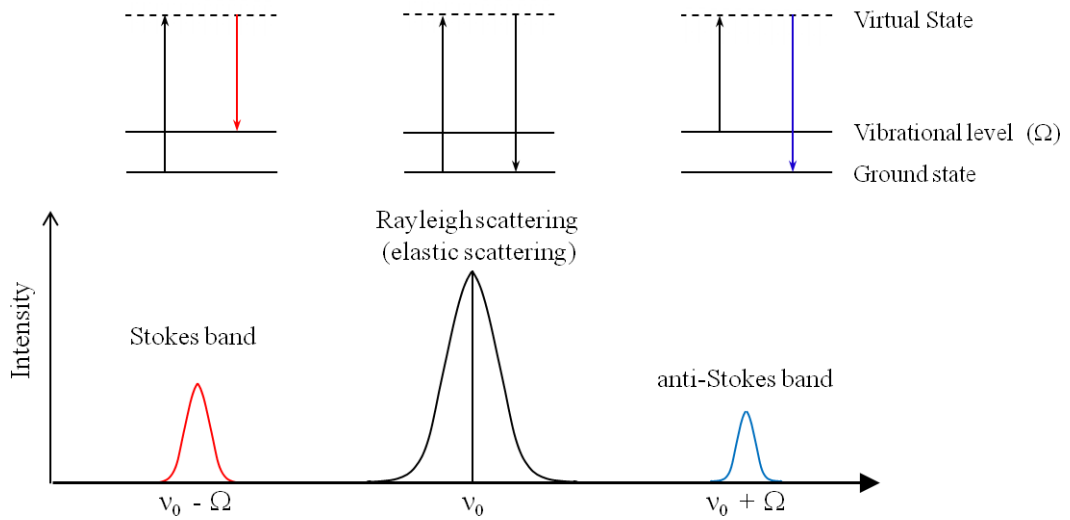 Virtual State
Vibrational level (Ω)
Ground state
Rayleigh scattering
(elastic scattering)
Stokes band
anti-Stokes band
Intensity
ν₀ - Ω
ν₀
ν₀ + Ω